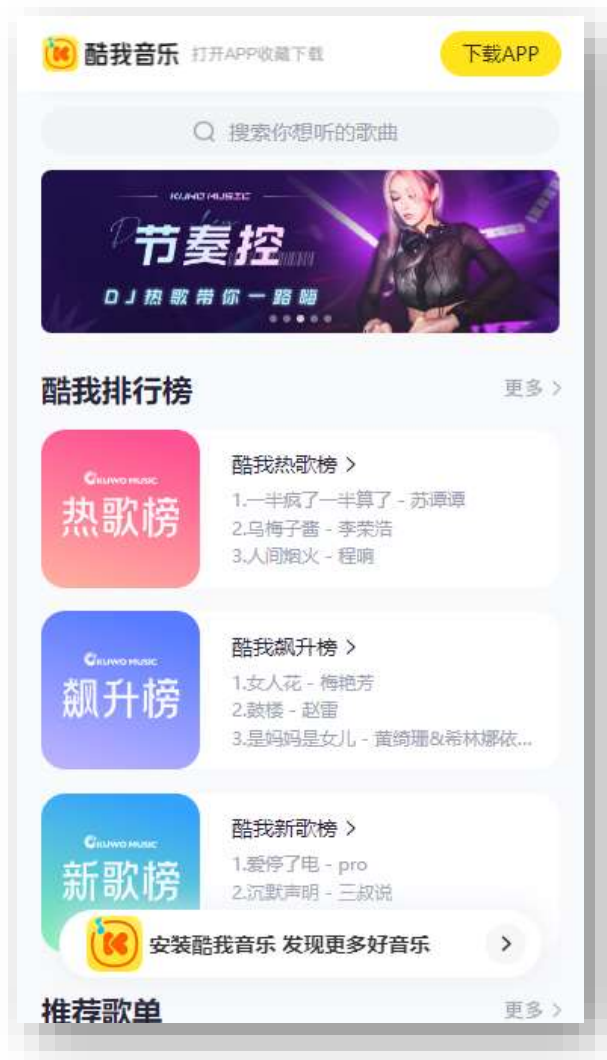 酷我音乐 打开APP收藏下载 下载APP
搜索你想听的歌曲
KUWO MUSIC
节奏控
DJ热歌带你一路嗨
酷我排行榜 更多
KUWO MUSIC
热歌榜
酷我热歌榜
1.一半疯了一半算了 - 苏谭谭
2.乌梅子酱 - 李荣浩
3.人间烟火 - 程响
KUWO MUSIC
飙升榜
酷我飙升榜
1.女人花 - 梅艳芳
2.鼓楼 - 赵雷
3.是妈妈是女儿 - 黄绮珊&希林娜依...
KUWO MUSIC
新歌榜
酷我新歌榜
1.爱停了电 - pro
2.沉默声明 - 三叔说
安装酷我音乐 发现更多好音乐
推荐歌单 更多